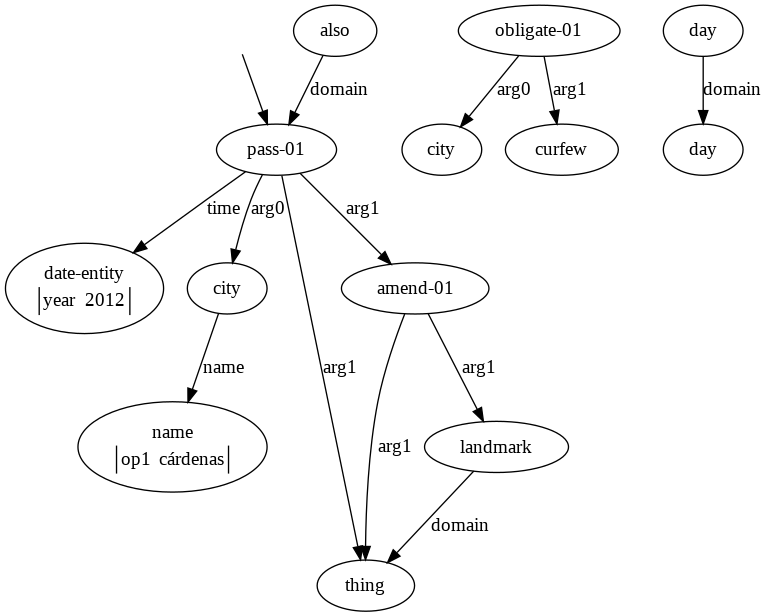 also
obligate-01
day
domain
arg0
arg1
domain
pass-01
city
curfew
day
time
arg0
arg1
date-entity
year 2012
city
amend-01
name
arg1
arg1
name
op1 cárdenas
arg1
landmark
domain
thing